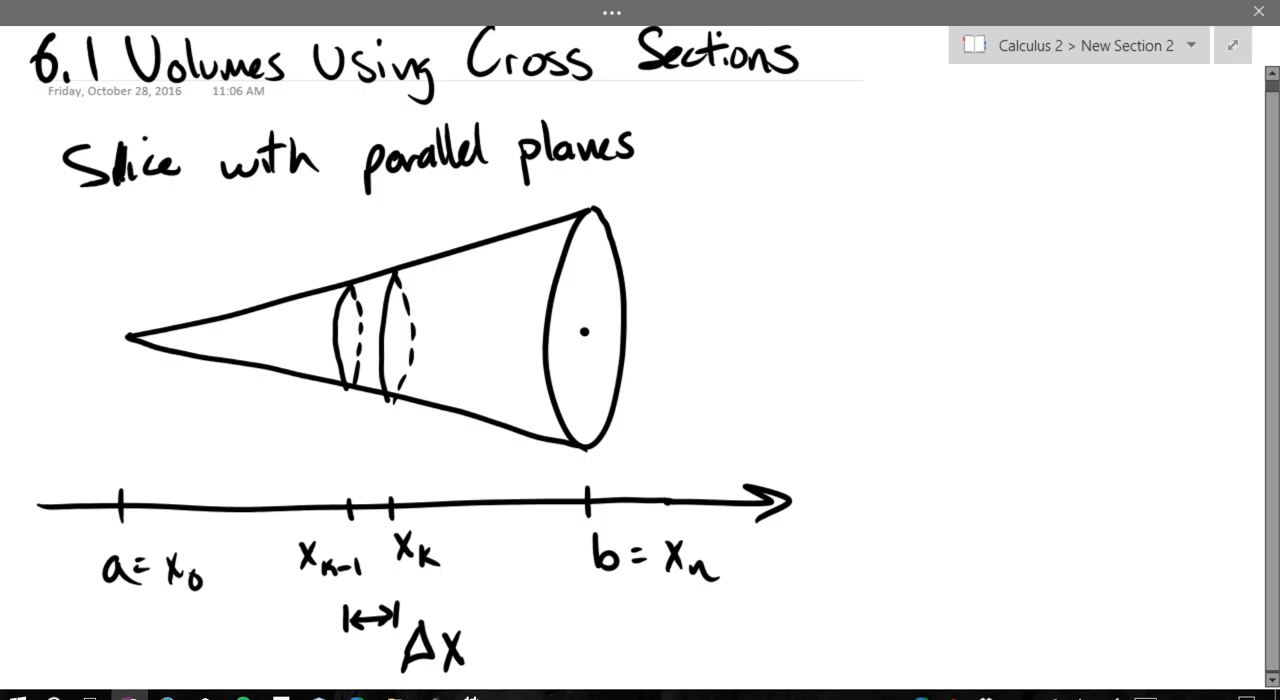 6.1 Volumes Using Cross Sections
Calculus 2 > New Section 2
Friday, October 28, 2016 11:06 AM
Slice with parallel planes
a = x₀
xₖ₋₁
xₖ
b = xₙ
Δx